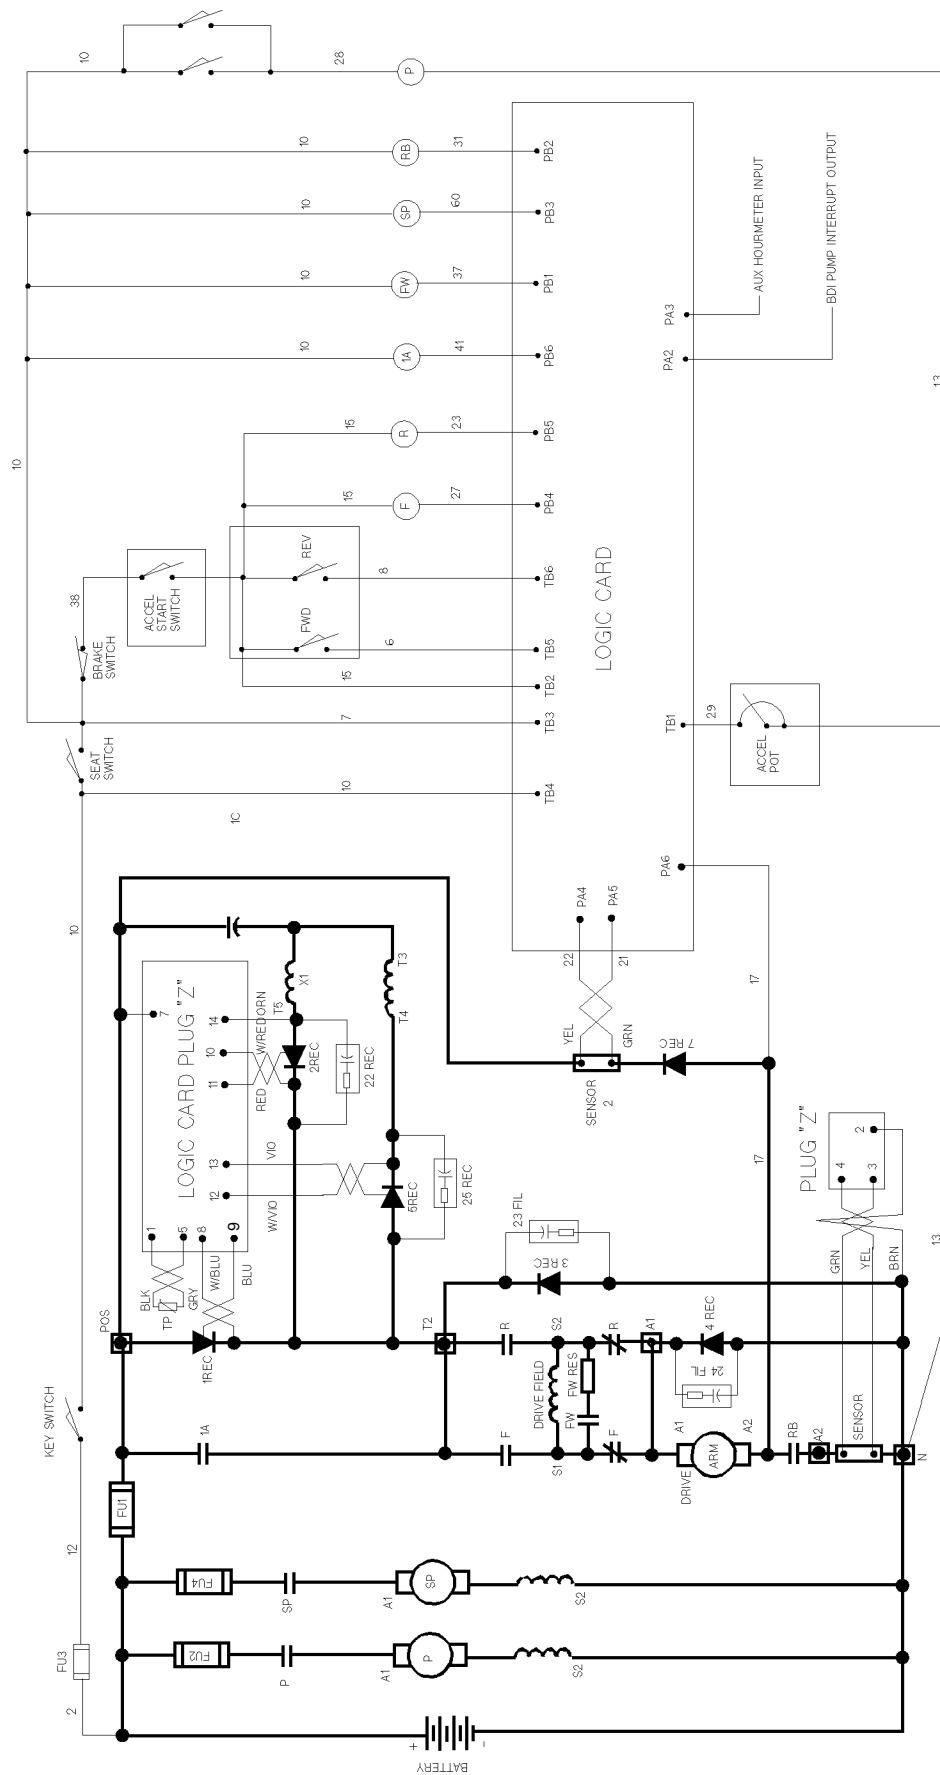 10
28
P
10
RB
31
PB2
10
SP
60
PB3
10
FW
37
PB1
10
1A
41
PB6
15
R
23
PB5
15
F
27
PB4
10
AUX HOURMETER INPUT
BDI PUMP INTERRUPT OUTPUT
PA3
PA2
13
LOGIC CARD
38
BRAKE
SWITCH
ACCEL
START
SWITCH
REV
8
TB6
FWD
6
TB5
15
TB2
7
TB3
SEAT
SWITCH
10
TB4
1C
TB1
29
ACCEL
POT
PA6
17
PA4
PA5
22
21
YEL
GRN
SENSOR
2
7 REC
17
10
LOGIC CARD PLUG "Z"
7
14
10
11
13
12
1
5
8
9
W/RED
ORN
RED
T5
X1
2REC
22 REC
T3
T4
VIO
W/VIO
5REC
25 REC
BLK
TP
GRY
W/BLU
BLU
POS
1REC
T2
23 FIL
3 REC
PLUG "Z"
4
2
3
GRN
YEL
BRN
13
KEY SWITCH
1A
R
S2
R
A1
4 REC
24 FIL
DRIVE FIELD
FW RES
FW
F
S1
F
DRIVE
A1
ARM
A2
RB
A2
SENSOR
N
FU1
12
FU4
SP
A1
SP
S2
FU3
FU2
P
A1
P
S2
2
+
-
BATTERY